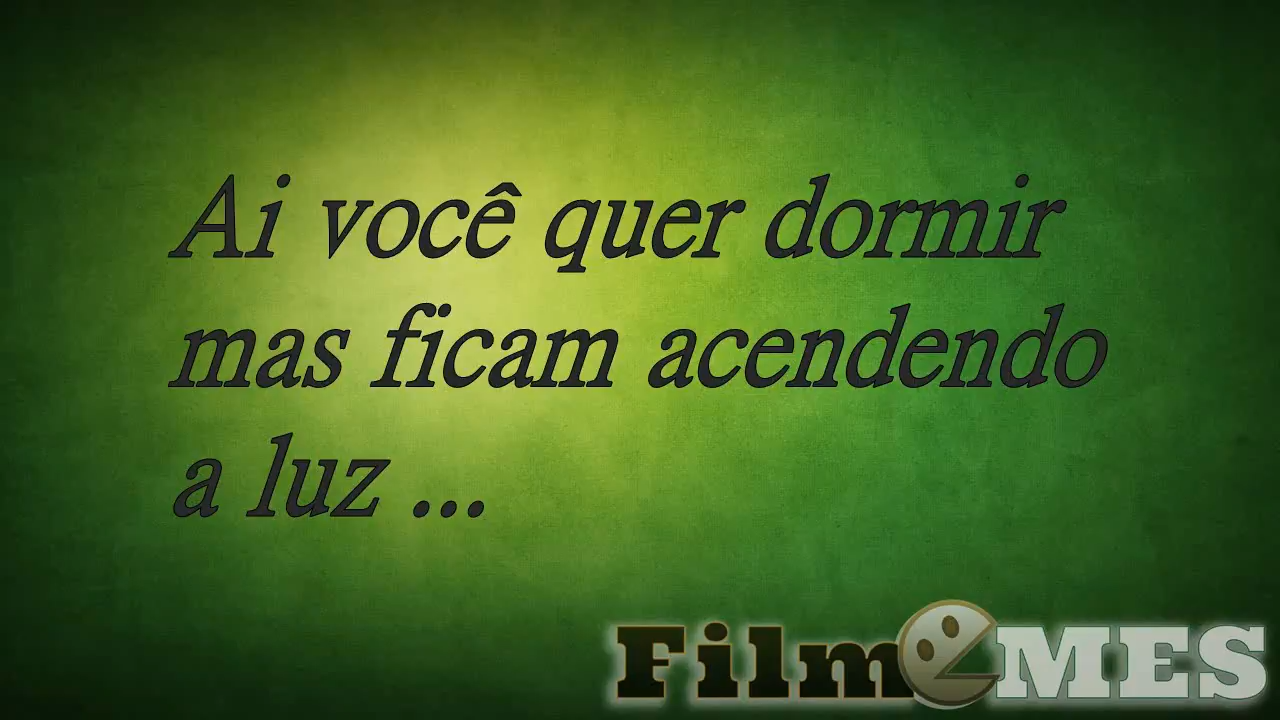 Ai você quer dormir
mas ficam acendendo
a luz ...
FilmeMES